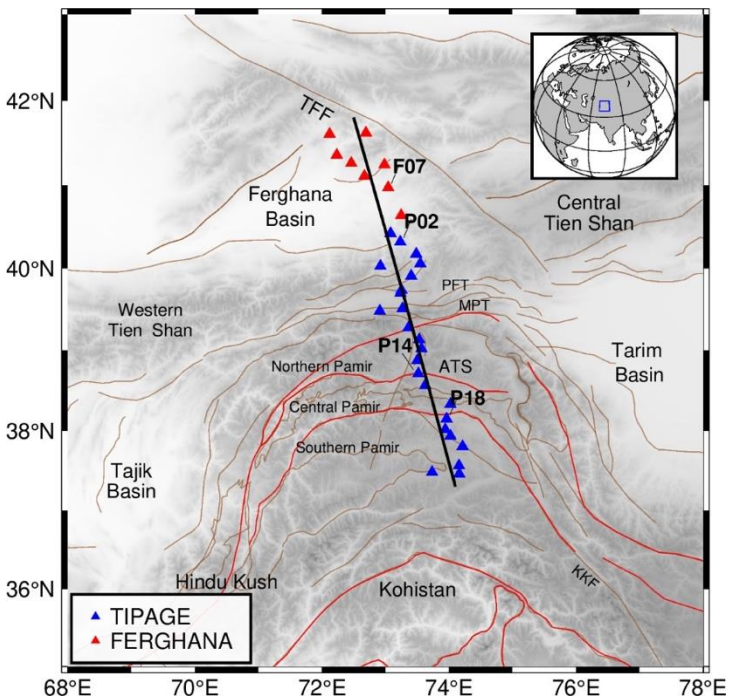 42°N
40°N
38°N
36°N
TFF
F07
Ferghana
Basin
P02
Central
Tien Shan
PFT
MPT
Western
Tien Shan
P14
Northern Pamir
ATS
Tarim
Basin
Central Pamir
P18
Southern Pamir
Tajik
Basin
Hindu Kush
Kohistan
KKF
TIPAGE
FERGHANA
68°E
70°E
72°E
74°E
76°E
78°E